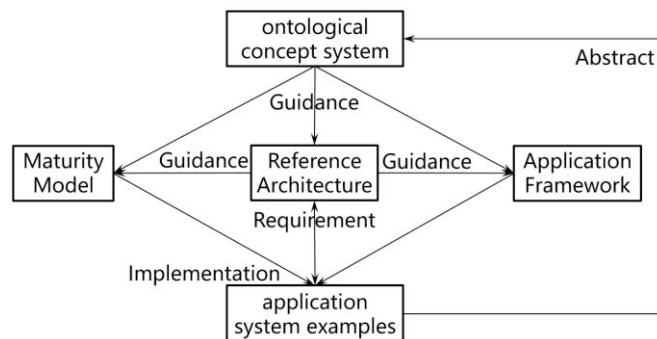 ontological
concept system
Abstract
Guidance
Maturity
Model
Guidance
Reference
Architecture
Guidance
Application
Framework
Requirement
Implementation
application
system examples